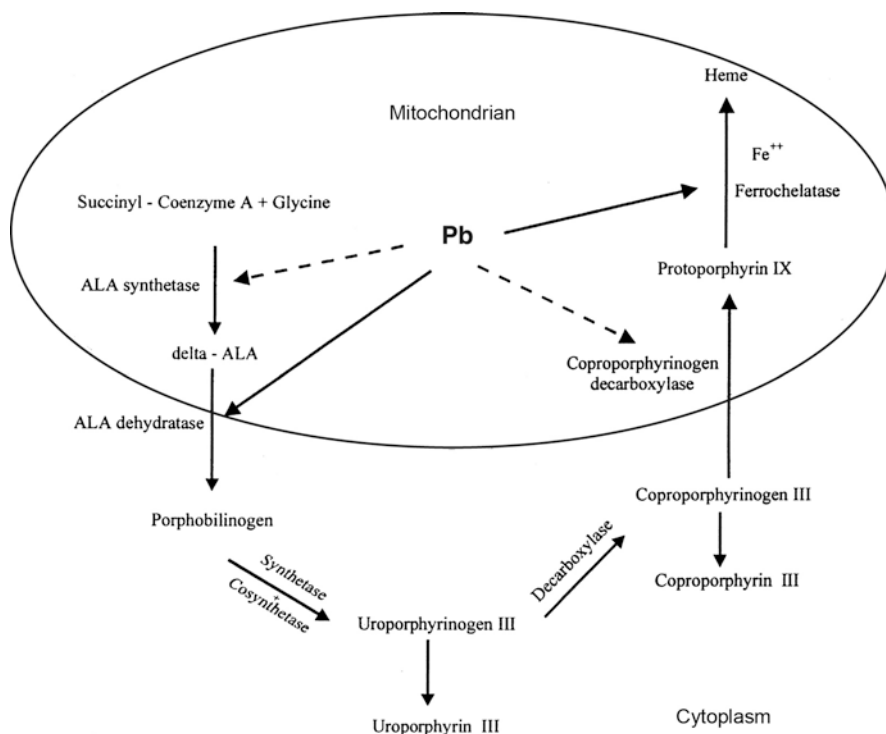 Heme
Mitochondrian
Fe++
Ferrochelatase
Succinyl - Coenzyme A + Glycine
Pb
Protoporphyrin IX
ALA synthetase
delta - ALA
Coproporphyrinogen
decarboxylase
ALA dehydratase
Coproporphyrinogen III
Porphobilinogen
Synthetase
+
Cosynthetase
Decarboxylase
Coproporphyrin III
Uroporphyrinogen III
Uroporphyrin III
Cytoplasm